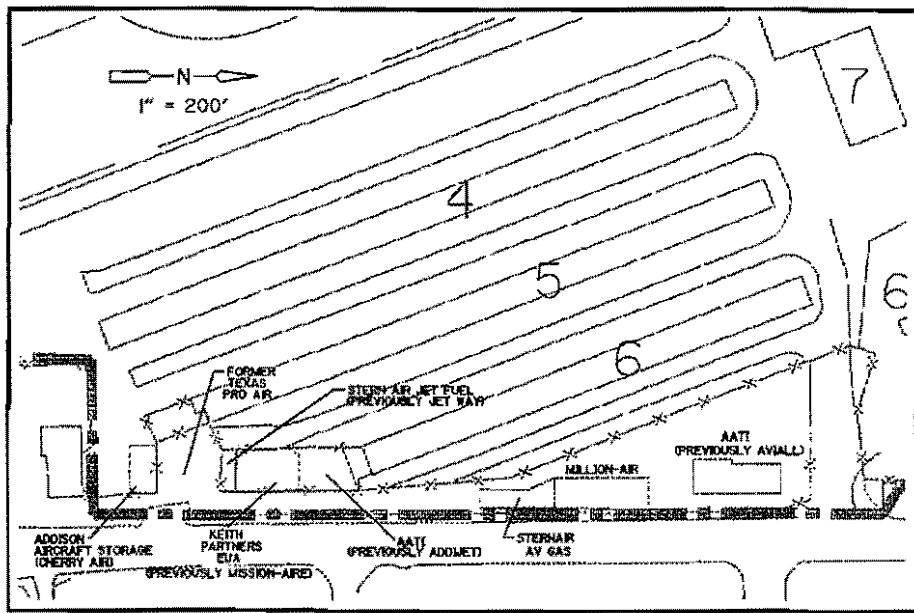 N
1" = 200'
7
4
5
6
6
FORMER
TEXAS
PRO AIR
STERN AIR JET FUEL
(PREVIOUSLY JET WAY)
AATI
(PREVIOUSLY AVIALL)
MILLION-AIR
ADDISON
AIRCRAFT STORAGE
(CHERRY AIR)
KEITH
PARTNERS
(PREVIOUSLY MISSION-AIRE)
AATI
(PREVIOUSLY ADDJET)
STERNAIR
AV GAS